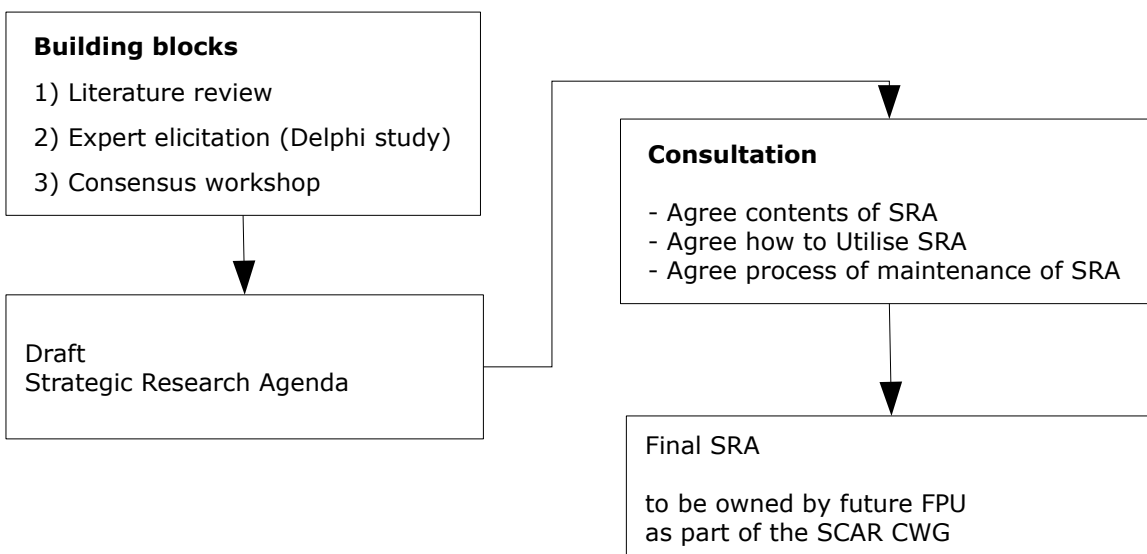 Building blocks
1) Literature review
2) Expert elicitation (Delphi study)
3) Consensus workshop
Draft
Strategic Research Agenda
Consultation
- Agree contents of SRA
- Agree how to Utilise SRA
- Agree process of maintenance of SRA
Final SRA
to be owned by future FPU
as part of the SCAR CWG